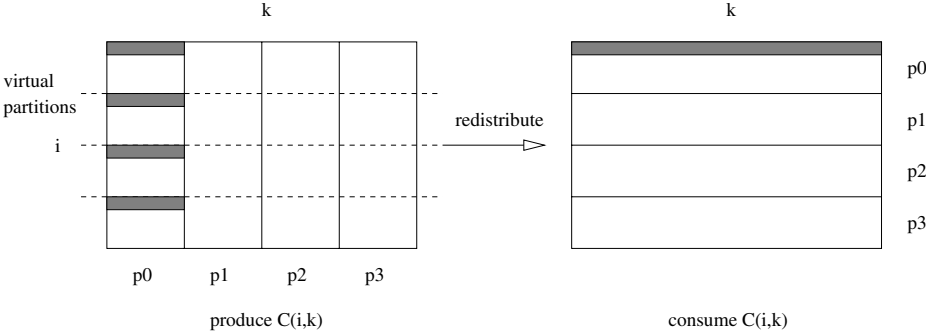 k
k
virtual
partitions
i
redistribute
p0
p1
p2
p3
p0
p1
p2
p3
produce C(i,k)
consume C(i,k)